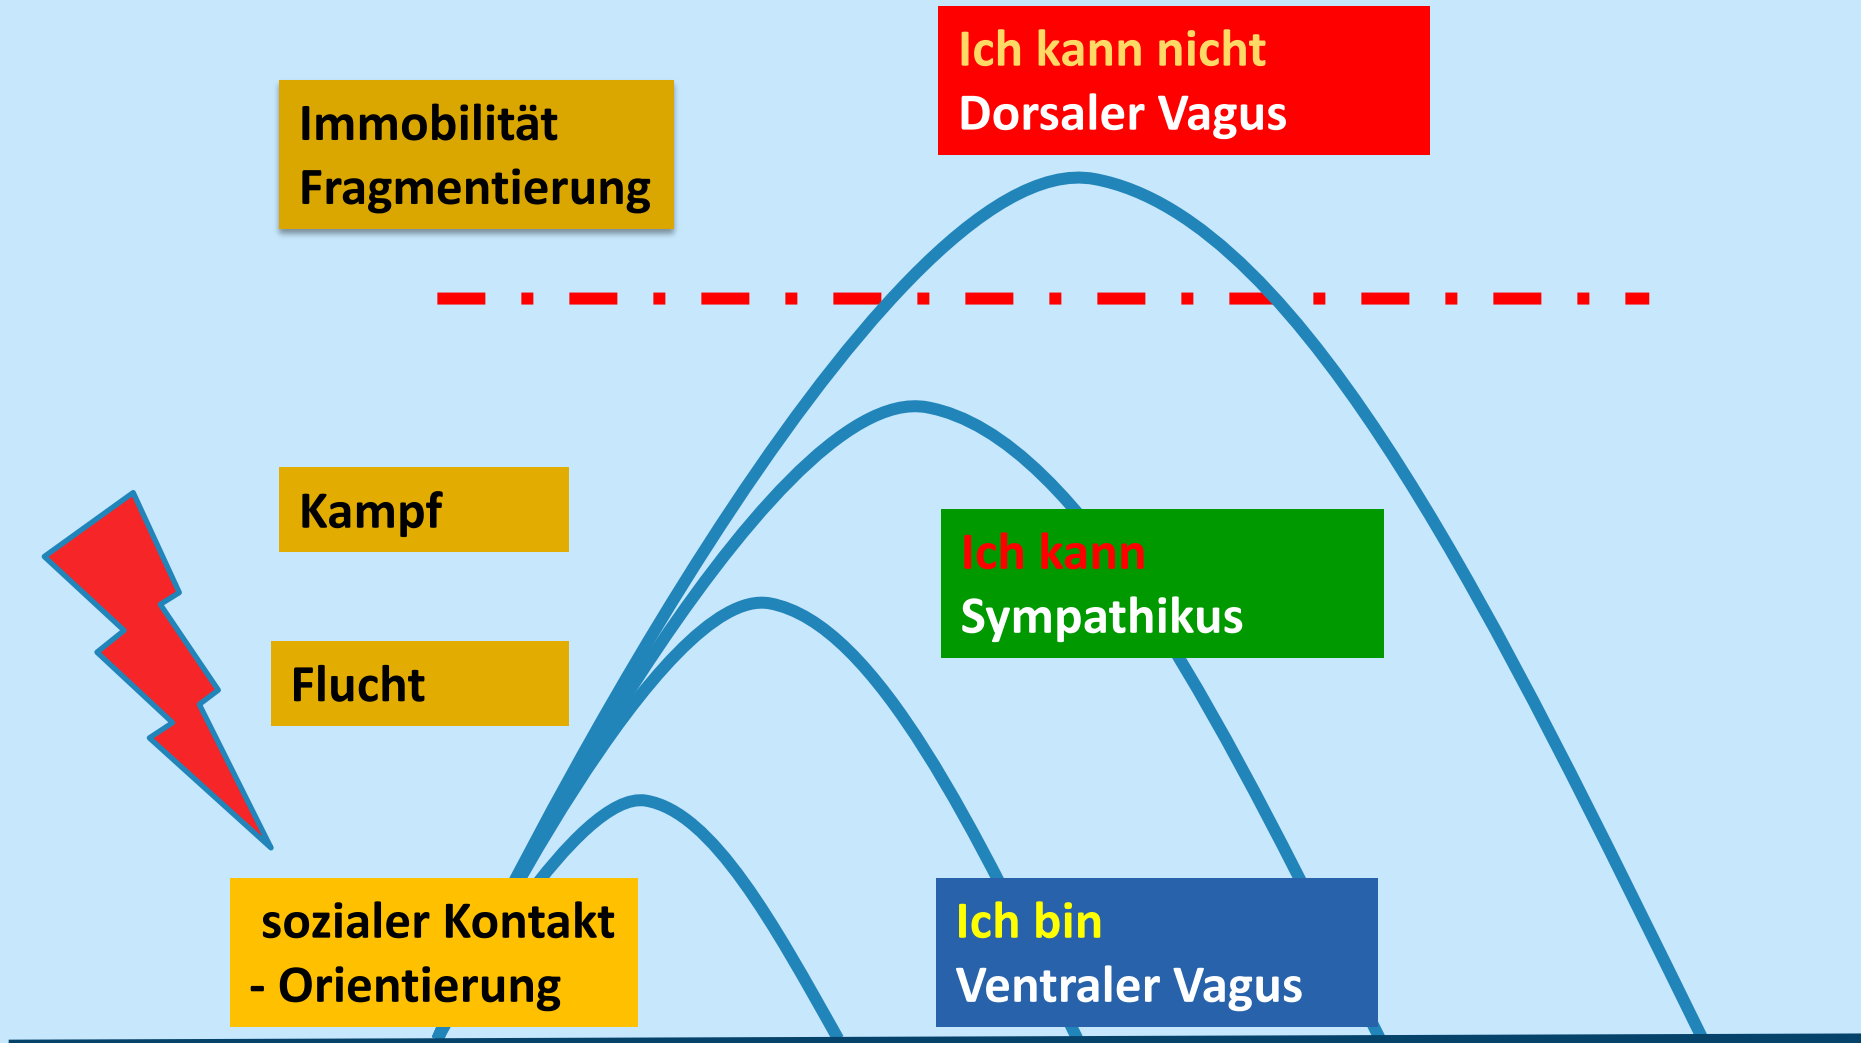 Ich kann nicht
Dorsaler Vagus
Immobilität
Fragmentierung
Kampf
Ich kann
Sympathikus
Flucht
sozialer Kontakt
- Orientierung
Ich bin
Ventraler Vagus